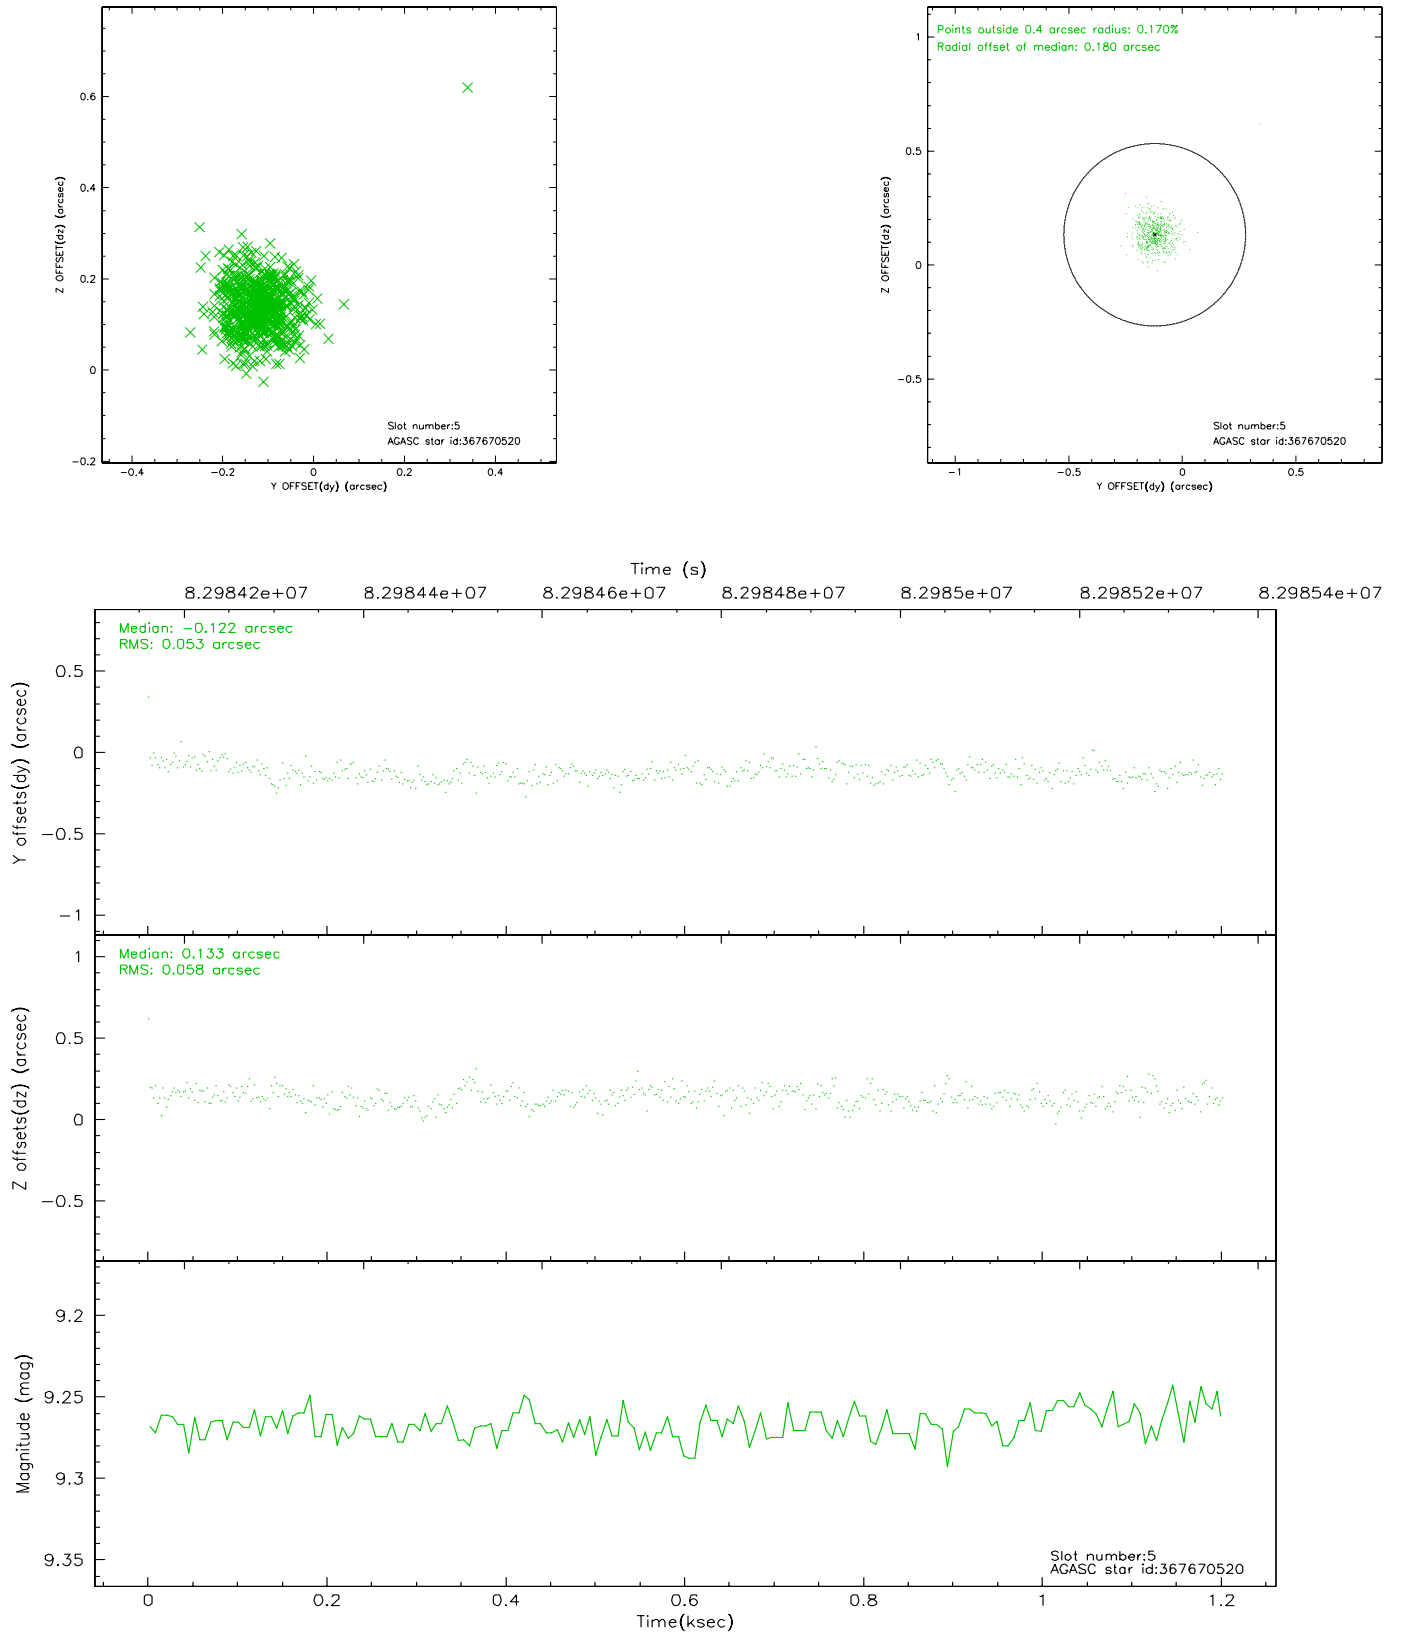 0.6
0.4
0.2
0
−0.2
Z OFFSET(dz) (arcsec)
Slot number:5
AGASC star id:367670520
−0.4 −0.2 0 0.2 0.4
Y OFFSET(dy) (arcsec)
Points outside 0.4 arcsec radius: 0.170%
Radial offset of median: 0.180 arcsec
1
0.5
0
−0.5
Z OFFSET(dz) (arcsec)
Slot number:5
AGASC star id:367670520
−1 −0.5 0 0.5
Y OFFSET(dy) (arcsec)
Time (s)
8.29842e+07 8.29844e+07 8.29846e+07 8.29848e+07 8.2985e+07 8.29852e+07 8.29854e+07
Median: −0.122 arcsec
RMS: 0.053 arcsec
0.5
0
−0.5
−1
Y offsets(dy) (arcsec)
Median: 0.133 arcsec
RMS: 0.058 arcsec
1
0.5
0
−0.5
Z offsets(dz) (arcsec)
9.2
9.25
9.3
9.35
Magnitude (mag)
Slot number:5
AGASC star id:367670520
0 0.2 0.4 0.6 0.8 1 1.2
Time(ksec)